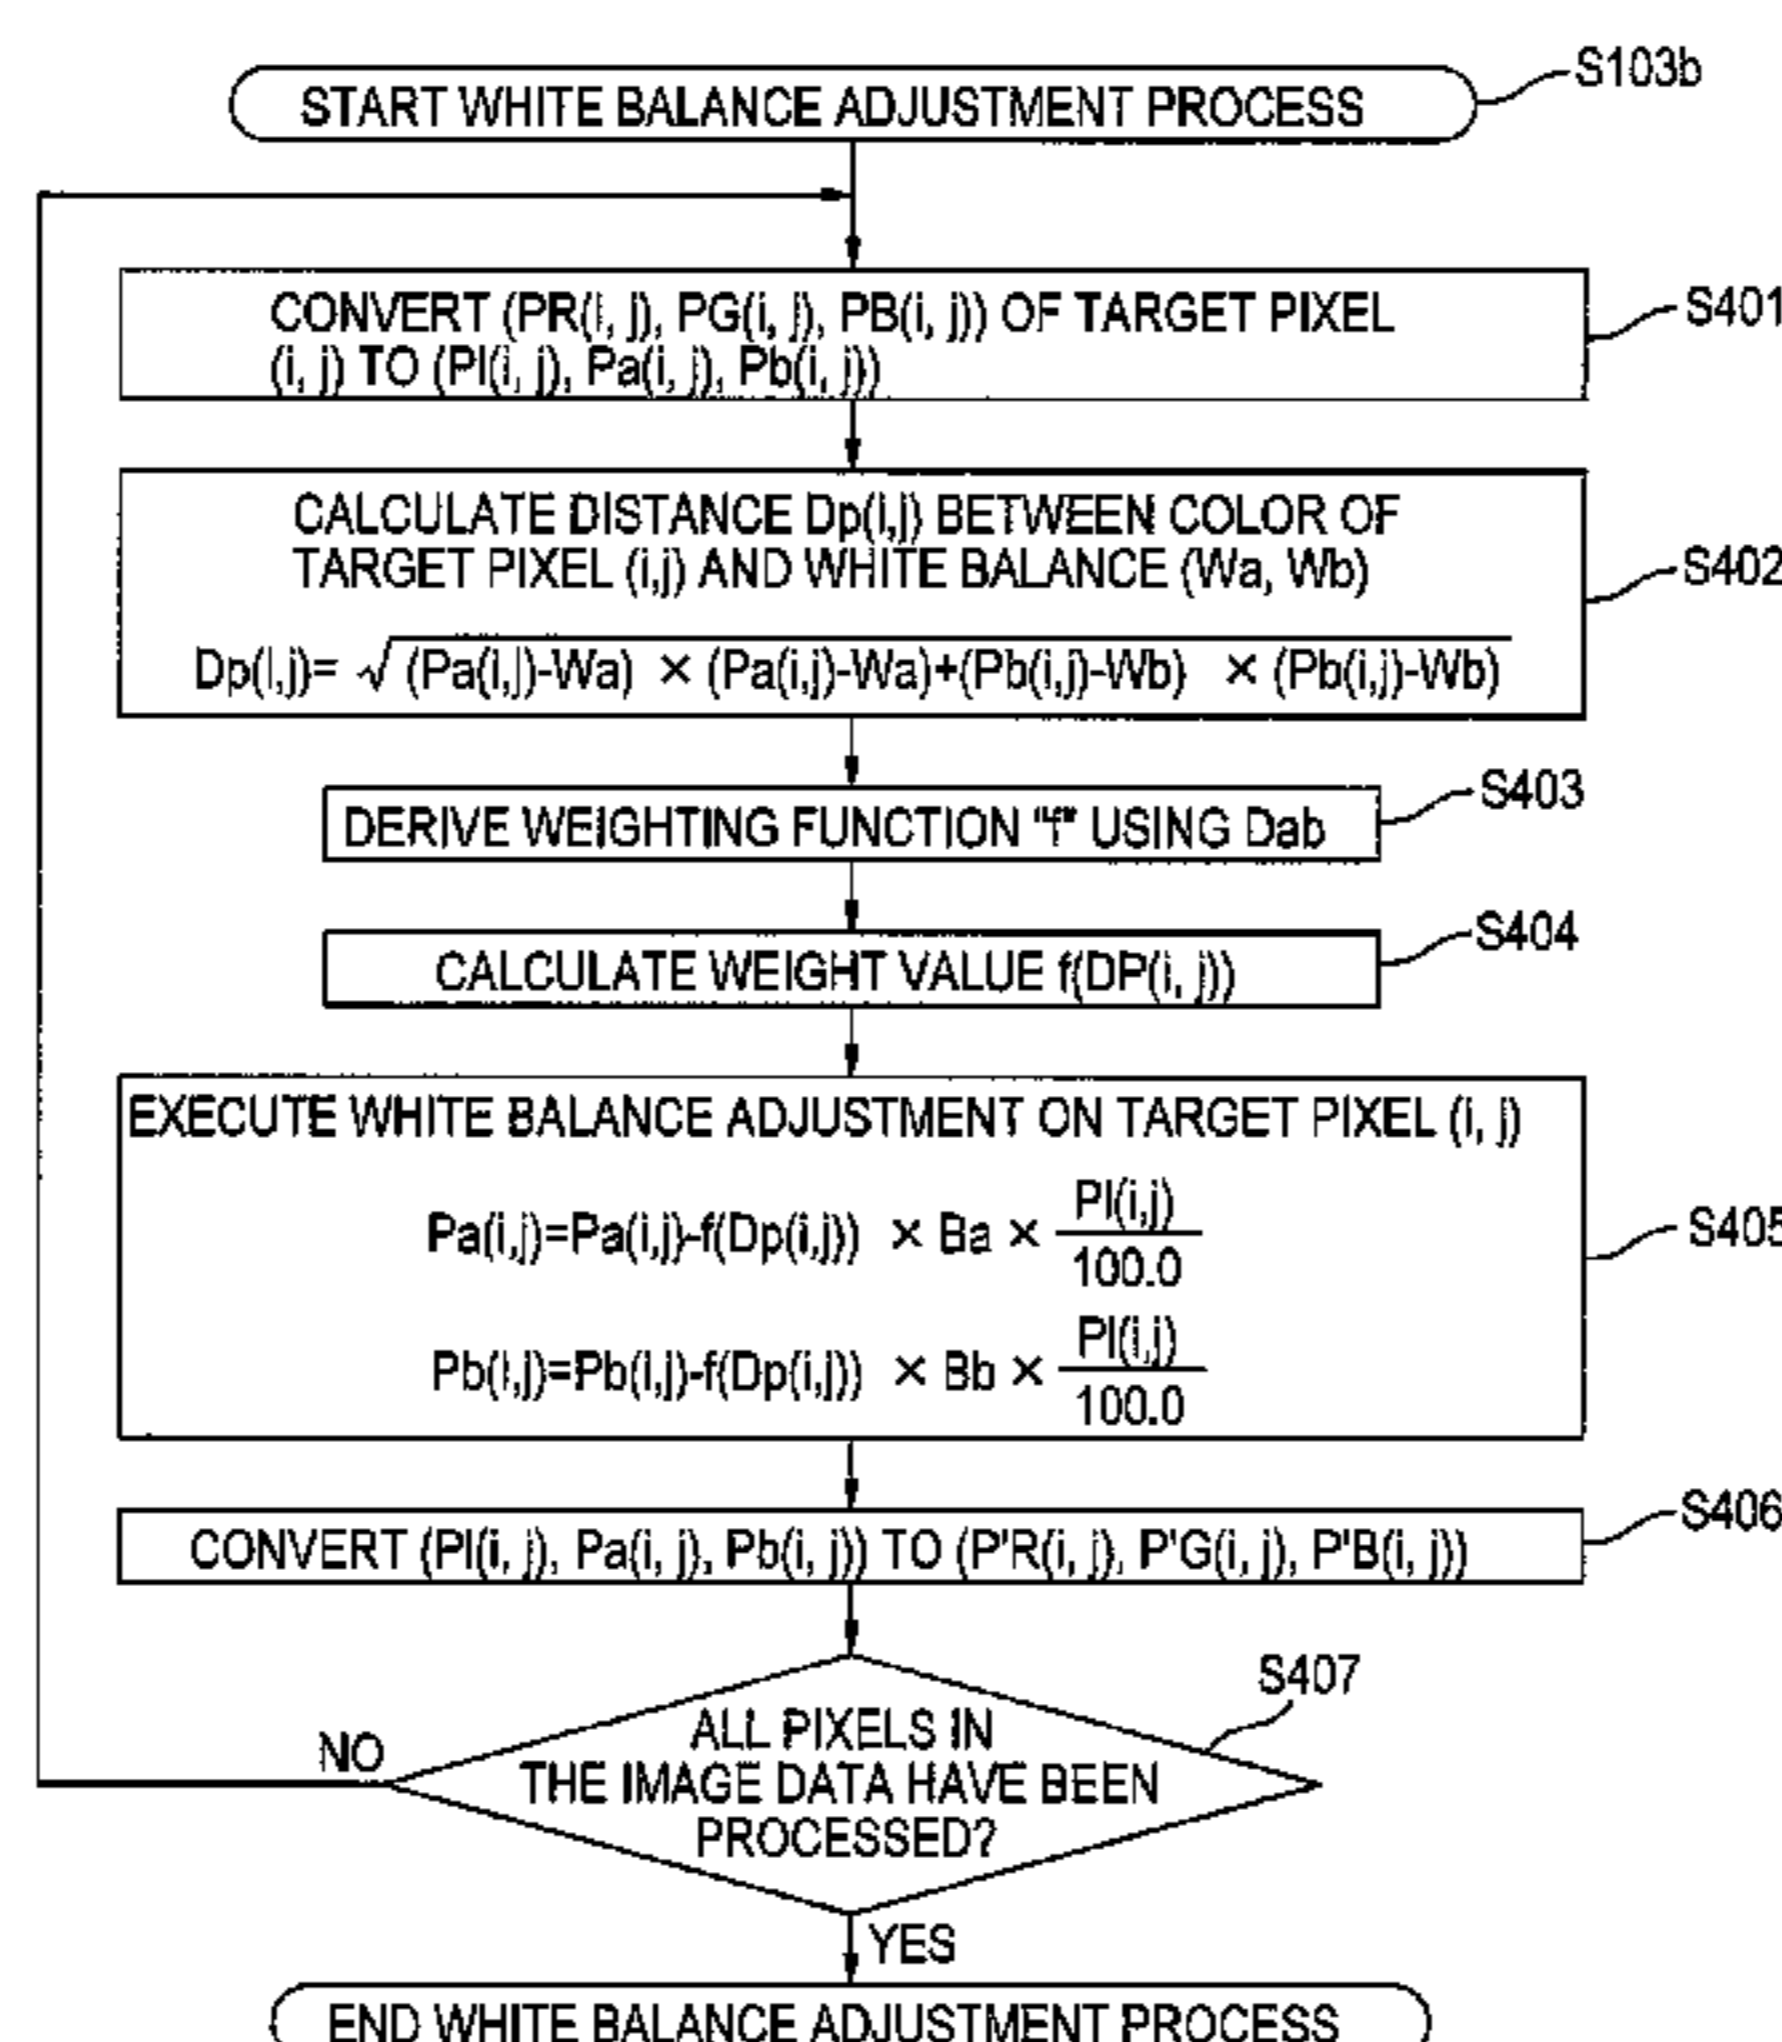 S103b
START WHITE BALANCE ADJUSTMENT PROCESS
CONVERT (PR(i, j), PG(i, j), PB(i, j)) OF TARGET PIXEL
(i, j) TO (Pl(i, j), Pa(i, j), Pb(i, j))
S401
CALCULATE DISTANCE Dp(i,j) BETWEEN COLOR OF
TARGET PIXEL (i,j) AND WHITE BALANCE (Wa, Wb)
S402
Dp(i,j)= √(Pa(i,j)-Wa) × (Pa(i,j)-Wa)+(Pb(i,j)-Wb) × (Pb(i,j)-Wb)
S403
DERIVE WEIGHTING FUNCTION "f" USING Dab
S404
CALCULATE WEIGHT VALUE f(DP(i, j))
EXECUTE WHITE BALANCE ADJUSTMENT ON TARGET PIXEL (i, j)
Pa(i,j)=Pa(i,j)-f(Dp(i,j)) × Ba × Pl(i,j)
100.0
S405
Pb(i,j)=Pb(i,j)-f(Dp(i,j)) × Bb × Pl(i,j)
100.0
S406
CONVERT (Pl(i, j), Pa(i, j), Pb(i, j)) TO (P'R(i, j), P'G(i, j), P'B(i, j))
S407
ALL PIXELS IN
THE IMAGE DATA HAVE BEEN
PROCESSED?
NO
YES
END WHITE BALANCE ADJUSTMENT PROCESS